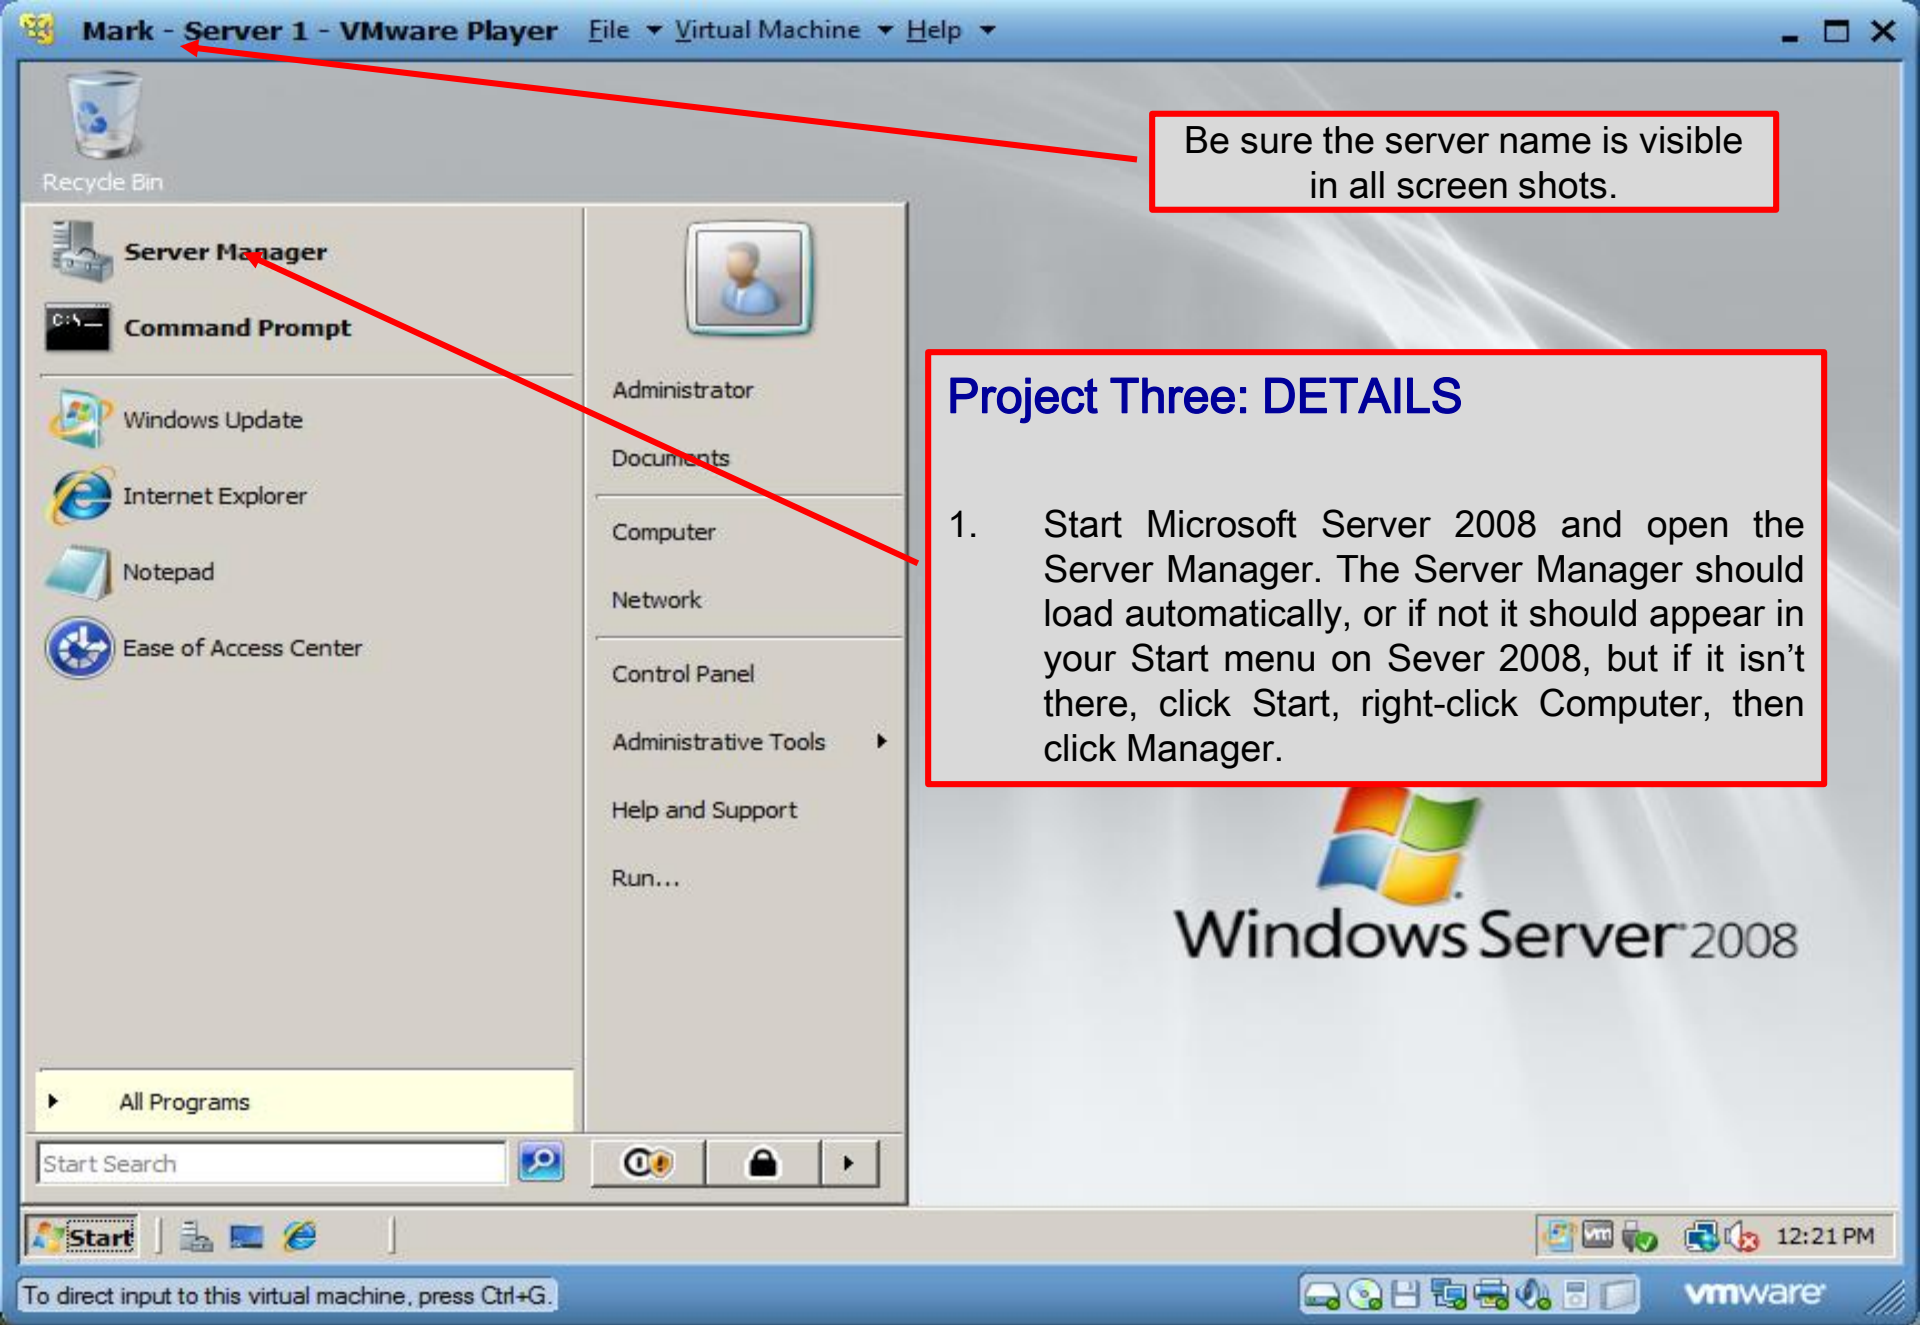 Mark - Server 1 - VMware Player File Virtual Machine Help
Recycle Bin
Be sure the server name is visible
in all screen shots.
Server Manager
C:\
Command Prompt
Windows Update
Internet Explorer
Notepad
Ease of Access Center
All Programs
Start Search
Administrator
Documents
Computer
Network
Control Panel
Administrative Tools
Help and Support
Run...
Project Three: DETAILS
1. Start Microsoft Server 2008 and open the
Server Manager. The Server Manager should
load automatically, or if not it should appear in
your Start menu on Sever 2008, but if it isn't
there, click Start, right-click Computer, then
click Manager.
Windows Server 2008
Start
vm
12:21 PM
To direct input to this virtual machine, press Ctrl+G.
vmware